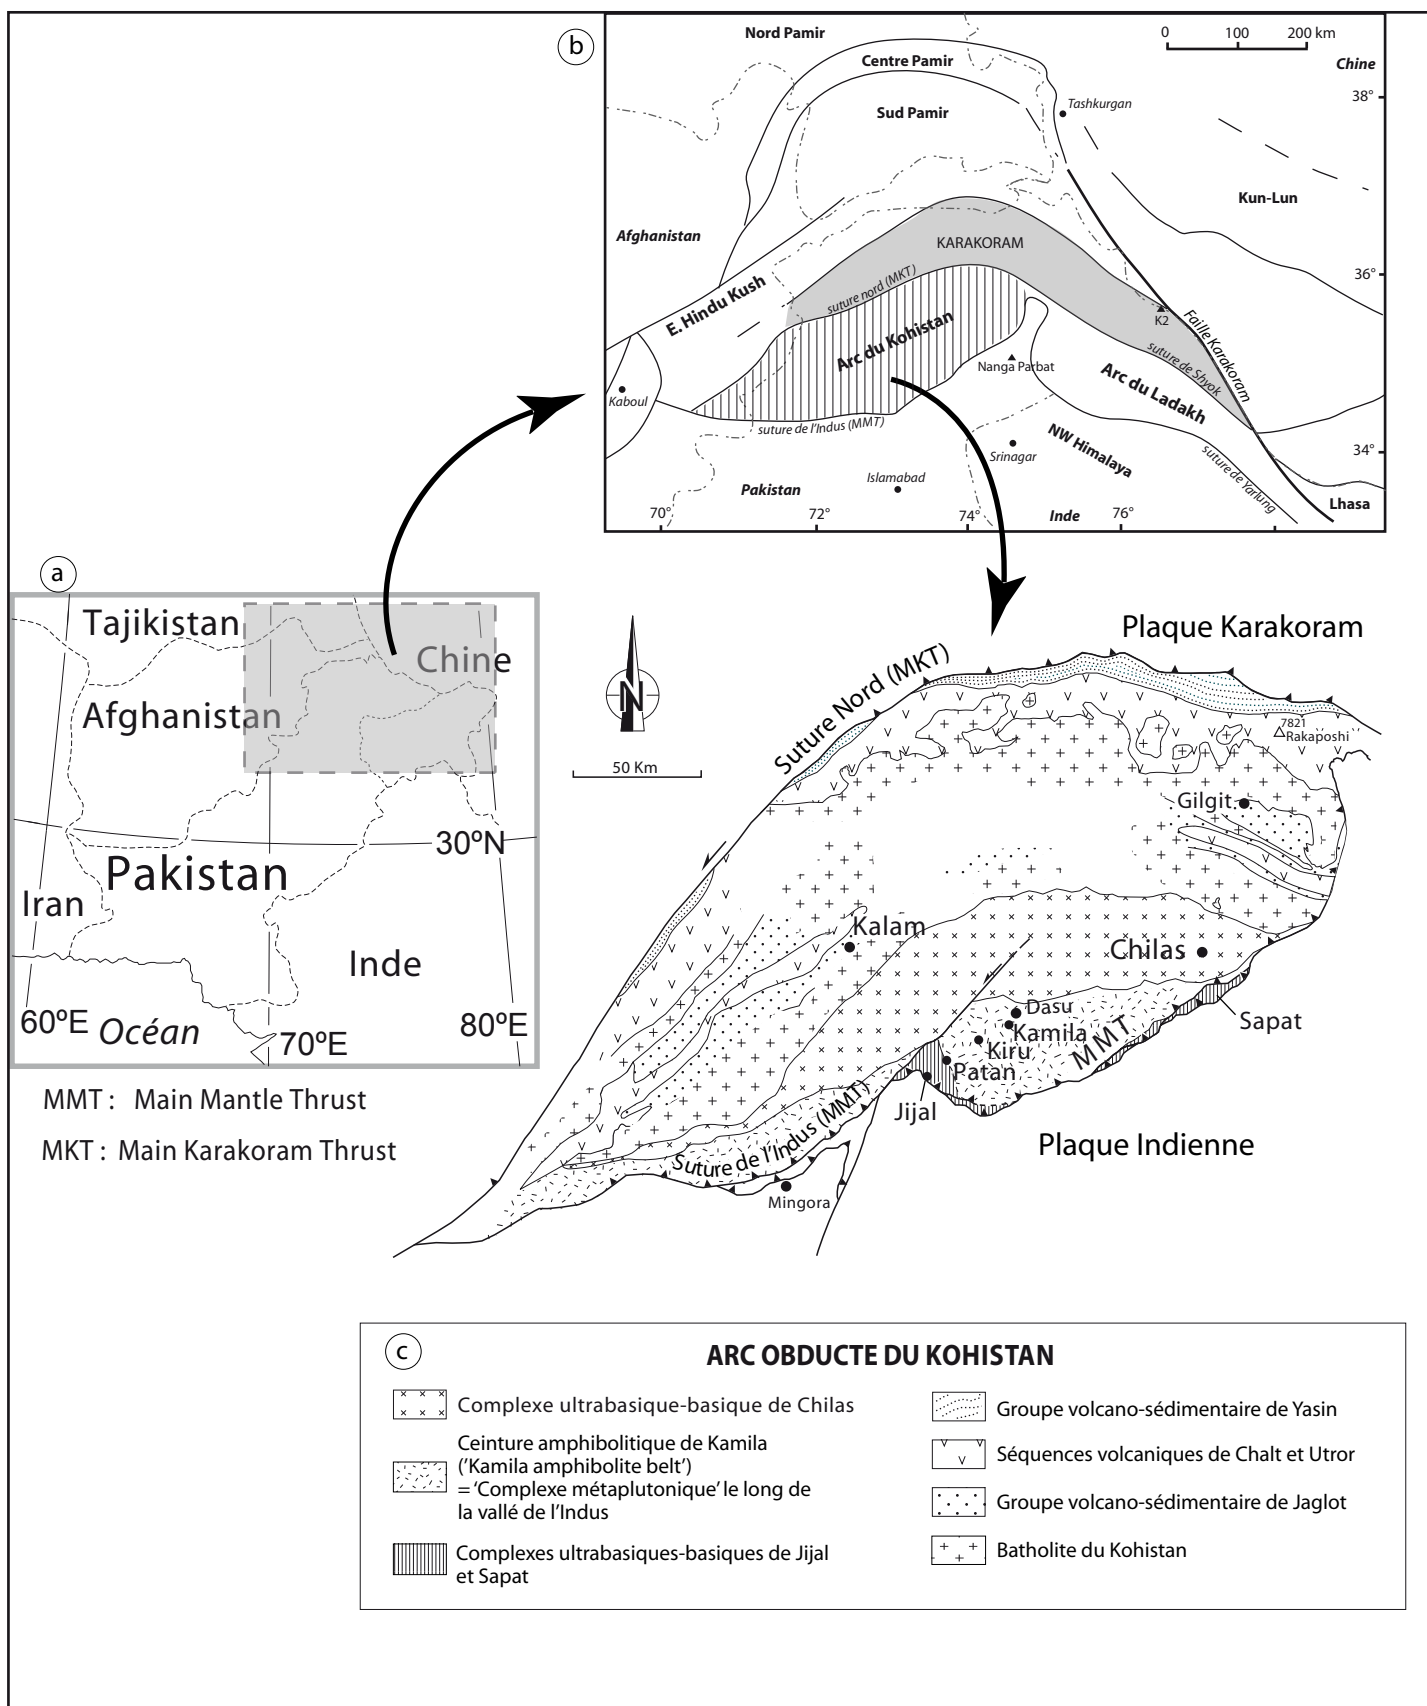 b
Nord Pamir
Centre Pamir
Sud Pamir
0 100 200 km
Chine
38°
Tashkurgan
Kun-Lun
Afghanistan
KARAKORAM
36°
suture nord (MKT)
E. Hindu Kush
Arc du Kohistan
K2
Faille Karakoram
suture de Shyok
Nanga Parbat
Arc du Ladakh
Kaboul
suture de l'Indus (MMT)
NW Himalaya
34°
Srinagar
suture de Yarlung
Islamabad
Pakistan
Lhasa
70°
72°
74°
Inde
76°
a
Tajikistan
Chine
Afghanistan
30ºN
Pakistan
Iran
Inde
60ºE
Océan
70ºE
80ºE
MMT : Main Mantle Thrust
MKT : Main Karakoram Thrust
N
50 Km
Plaque Karakoram
Suture Nord (MKT)
7821
Rakaposhi
Gilgit
Kalam
Chilas
Dasu
Kamila
Kiru
Patan
Jijal
MMT
Sapat
Suture de l'Indus (MMT)
Mingora
Plaque Indienne
c
ARC OBDUCTE DU KOHISTAN
Complexe ultrabasique-basique de Chilas
Ceinture amphibolitique de Kamila
('Kamila amphibolite belt')
= 'Complexe métaplutonique' le long de
la vallé de l'Indus
Complexes ultrabasiques-basiques de Jijal
et Sapat
Groupe volcano-sédimentaire de Yasin
Séquences volcaniques de Chalt et Utror
Groupe volcano-sédimentaire de Jaglot
Batholite du Kohistan